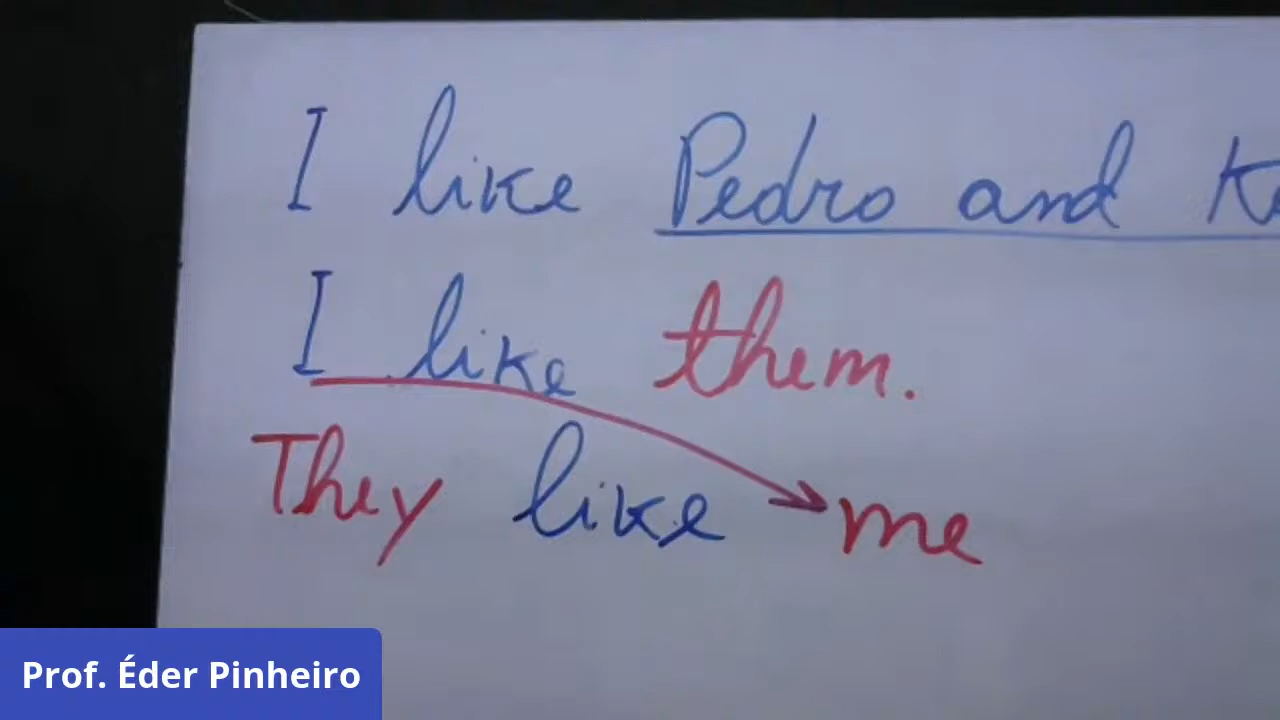 I like Pedro and
I like them.
They like me
Prof. Éder Pinheiro